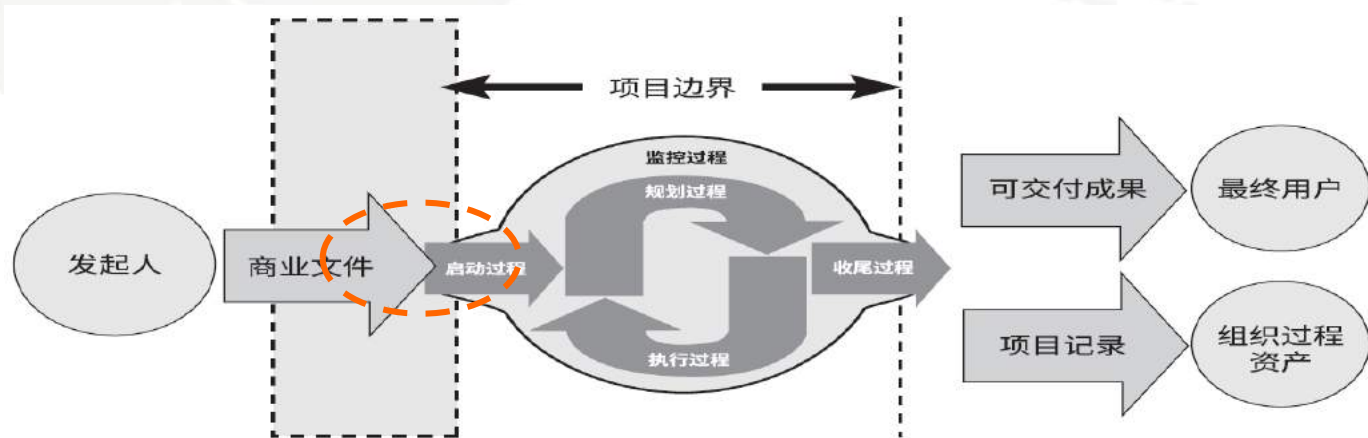 项目边界
监控过程
规划过程
发起人
商业文件
启动过程
收尾过程
执行过程
可交付成果
最终用户
项目记录
组织过程
资产